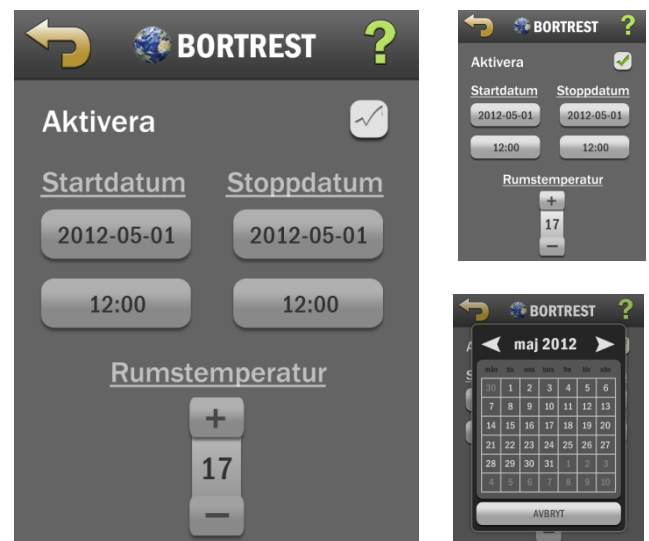 BORTREST ?
Aktivera
Startdatum Stoppdatum
2012-05-01 2012-05-01
12:00 12:00
Rumstemperatur
+
17
−
BORTREST ?
Aktivera
Startdatum Stoppdatum
2012-05-01 2012-05-01
12:00 12:00
Rumstemperatur
+
17
−
BORTREST ?
maj 2012
mån tis ons tors fre lör sön
30 1 2 3 4 5 6
7 8 9 10 11 12 13
14 15 16 17 18 19 20
21 22 23 24 25 26 27
28 29 30 31 1 2 3
4 5 6 7 8 9 10
AVBRYT